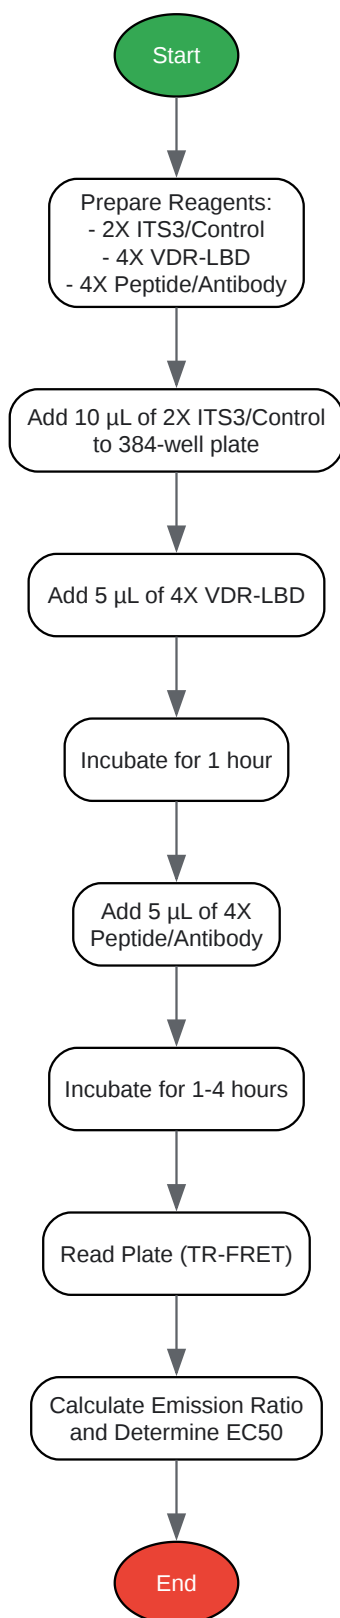 Start
Prepare Reagents:
- 2X ITS3/Control
- 4X VDR-LBD
- 4X Peptide/Antibody
Add 10 µL of 2X ITS3/Control
to 384-well plate
Add 5 µL of 4X VDR-LBD
Incubate for 1 hour
Add 5 µL of 4X
Peptide/Antibody
Incubate for 1-4 hours
Read Plate (TR-FRET)
Calculate Emission Ratio
and Determine EC50
End